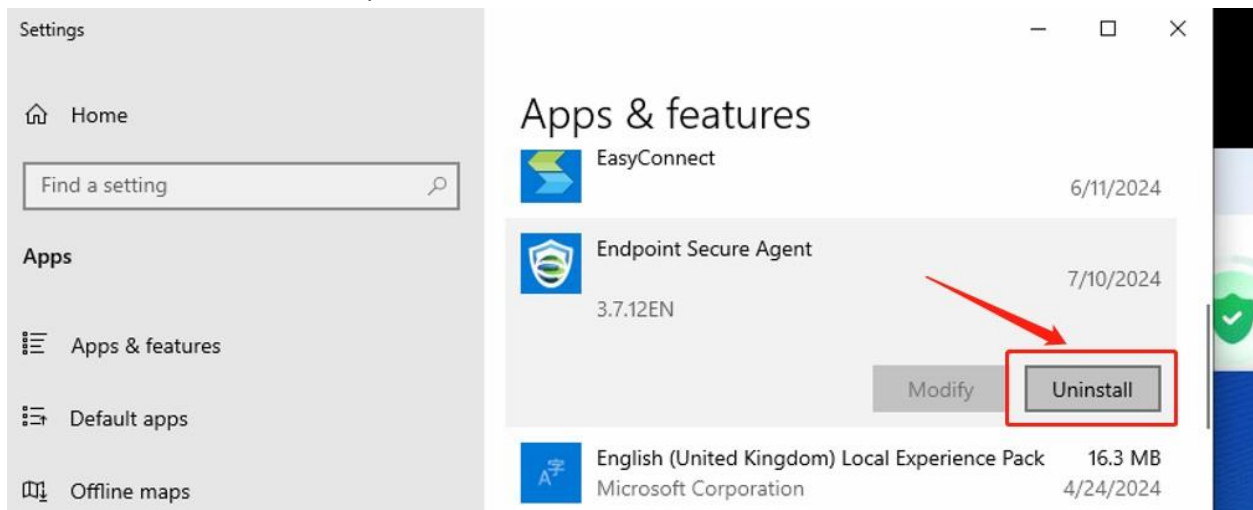 Settings
Home
Find a setting
Apps
Apps & features
Default apps
Offline maps
Apps & features
EasyConnect
6/11/2024
Endpoint Secure Agent
7/10/2024
3.7.12EN
Modify
Uninstall
English (United Kingdom) Local Experience Pack 16.3 MB
Microsoft Corporation 4/24/2024
A字